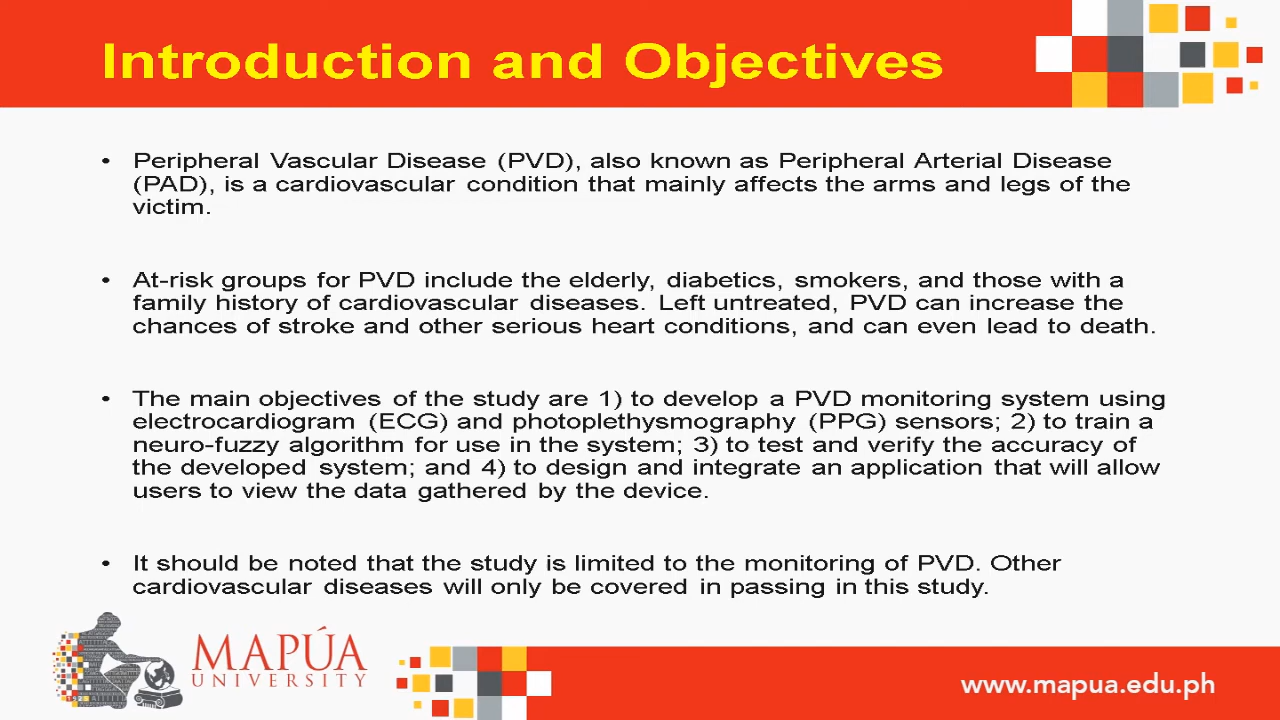 Introduction and Objectives
• Peripheral Vascular Disease (PVD), also known as Peripheral Arterial Disease
(PAD), is a cardiovascular condition that mainly affects the arms and legs of the
victim.
• At-risk groups for PVD include the elderly, diabetics, smokers, and those with a
family history of cardiovascular diseases. Left untreated, PVD can increase the
chances of stroke and other serious heart conditions, and can even lead to death.
• The main objectives of the study are 1) to develop a PVD monitoring system using
electrocardiogram (ECG) and photoplethysmography (PPG) sensors; 2) to train a
neuro-fuzzy algorithm for use in the system; 3) to test and verify the accuracy of
the developed system; and 4) to design and integrate an application that will allow
users to view the data gathered by the device.
• It should be noted that the study is limited to the monitoring of PVD. Other
cardiovascular diseases will only be covered in passing in this study.
MAPÚA
UNIVERSITY
www.mapua.edu.ph